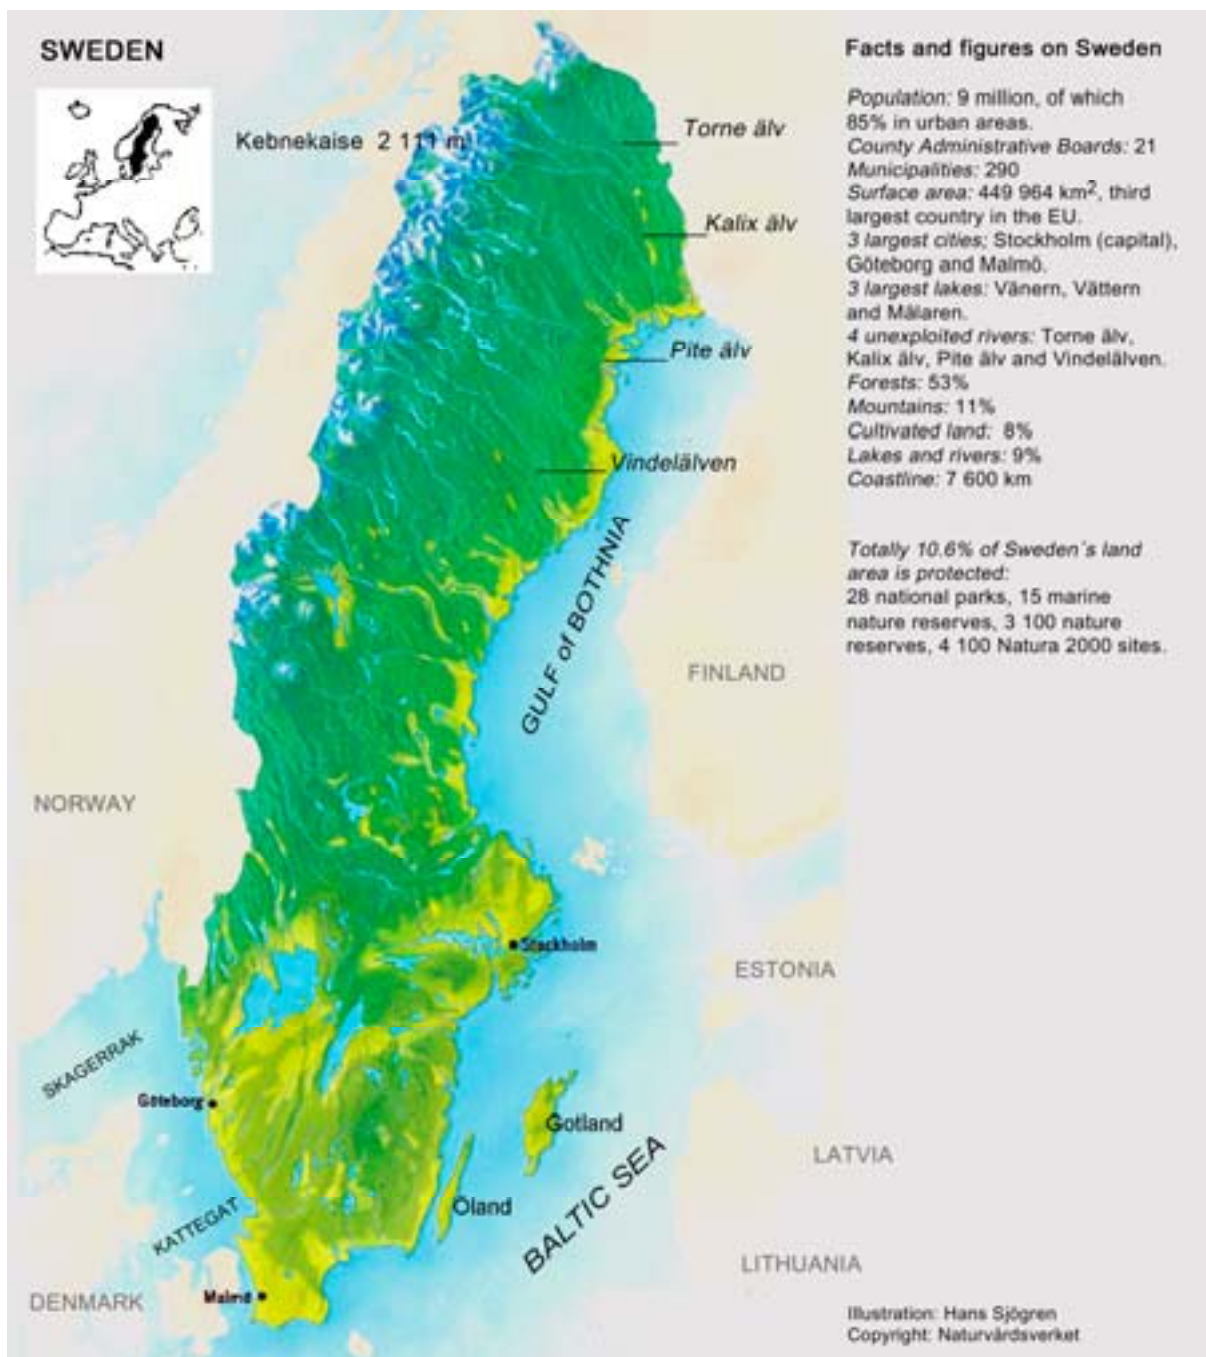 SWEDEN
Kebnekaise 2 111 m
Torne älv
Kalix älv
Pite älv
Vindelälven
GULF of BOTHNIA
FINLAND
NORWAY
Stockholm
ESTONIA
SKAGERRAK
Göteborg
Gotland
LATVIA
BALTIC SEA
Öland
KATTEGAT
LITHUANIA
DENMARK
Malmö
Facts and figures on Sweden
Population: 9 million, of which
85% in urban areas.
County Administrative Boards: 21
Municipalities: 290
Surface area: 449 964 km², third
largest country in the EU.
3 largest cities; Stockholm (capital),
Göteborg and Malmö.
3 largest lakes: Vänern, Vättern
and Mälaren.
4 unexploited rivers: Torne älv,
Kalix älv, Pite älv and Vindelälven.
Forests: 53%
Mountains: 11%
Cultivated land: 8%
Lakes and rivers: 9%
Coastline: 7 600 km
Totally 10.6% of Sweden´s land
area is protected:
28 national parks, 15 marine
nature reserves, 3 100 nature
reserves, 4 100 Natura 2000 sites.
Illustration: Hans Sjögren
Copyright: Naturvårdsverket